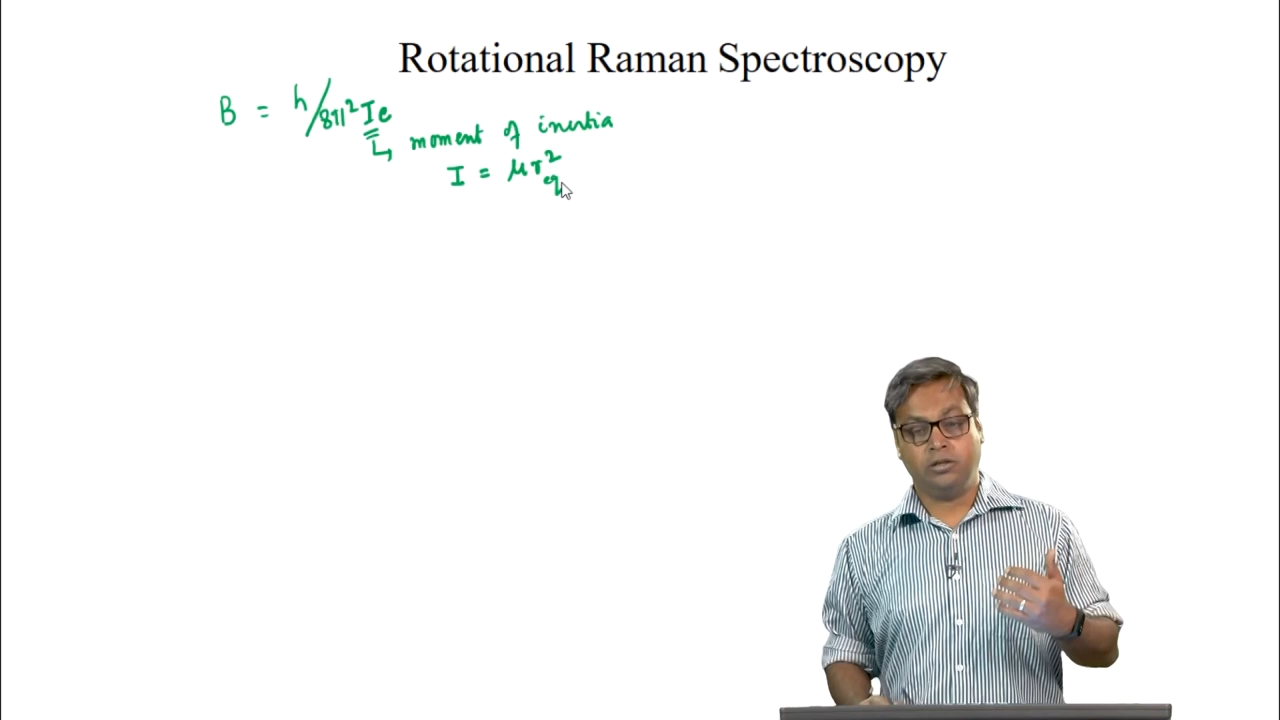 Rotational Raman Spectroscopy
B = h/8π²Ie
↳ moment of inertia
I = μr²eq